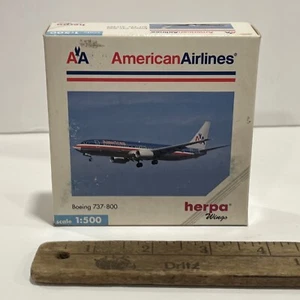 AA AmericanAirlines®
Boeing 737-800
herpa®
Wings
scale 1:500
1 2 3 4
Dritz